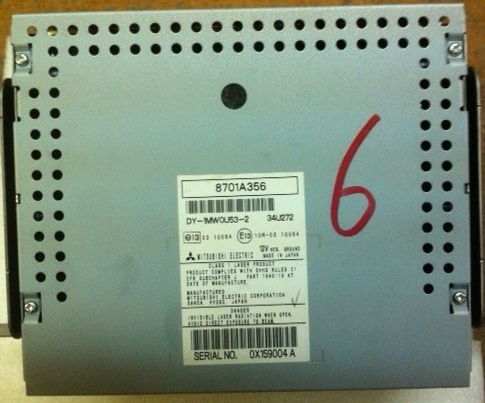 8701A356
DY-1MW0U53-2 34U272
e13 03 10064 E13 10R-03 10064
12V NEG. GROUND
MITSUBISHI ELECTRIC MADE IN JAPAN
CLASS 1 LASER PRODUCT
PRODUCT COMPLIES WITH DHHS RULES 21
CFR SUBCHAPTER J PART 1040:10 AT
DATE OF MANUFACTURE.
MANUFACTURED
MITSUBISHI ELECTRIC CORPORATION
SANDA, HYOGO, JAPAN
DANGER
INVISIBLE LASER RADIATION WHEN OPEN.
AVOID DIRECT EXPOSURE TO BEAM.
SERIAL NO. 0X159004 A
6